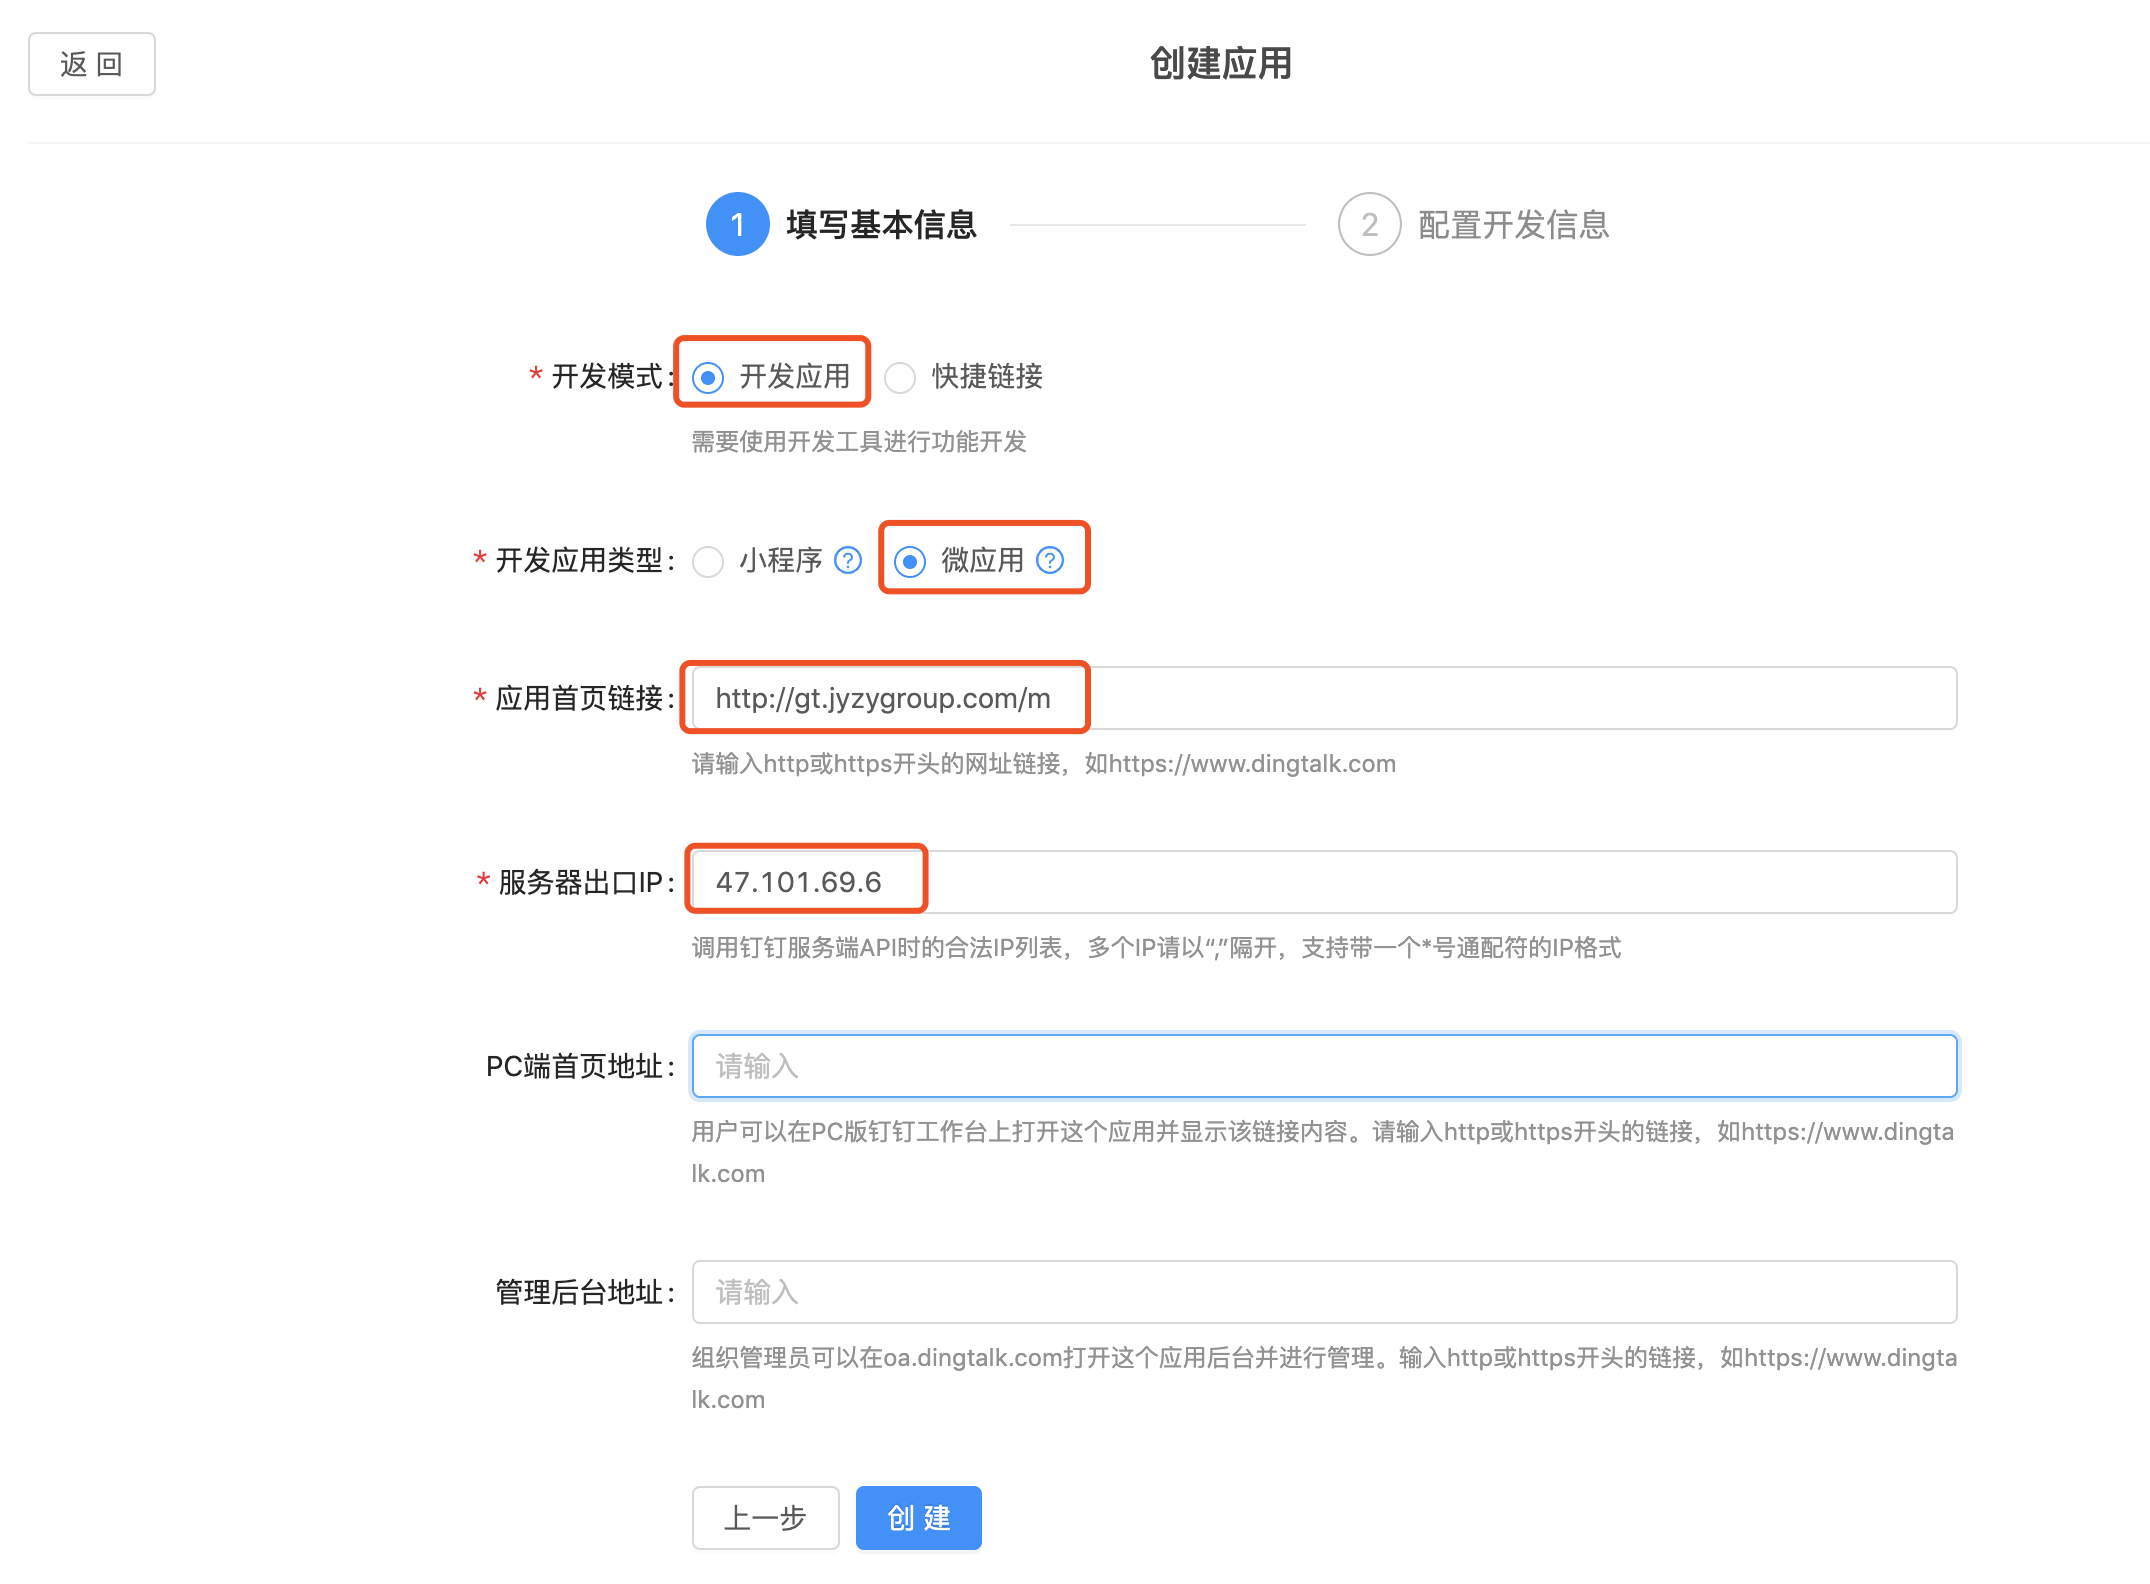 返 回
创建应用
1 填写基本信息
2 配置开发信息
* 开发模式: 开发应用 快捷链接
需要使用开发工具进行功能开发
* 开发应用类型: 小程序 ? 微应用 ?
* 应用首页链接: http://gt.jyzygroup.com/m
请输入http或https开头的网址链接，如https://www.dingtalk.com
* 服务器出口IP: 47.101.69.6
调用钉钉服务端API时的合法IP列表，多个IP请以“,”隔开，支持带一个*号通配符的IP格式
PC端首页地址: 请输入
用户可以在PC版钉钉工作台上打开这个应用并显示该链接内容。请输入http或https开头的链接，如https://www.dingta
lk.com
管理后台地址: 请输入
组织管理员可以在oa.dingtalk.com打开这个应用后台并进行管理。输入http或https开头的链接，如https://www.dingta
lk.com
上一步 创 建